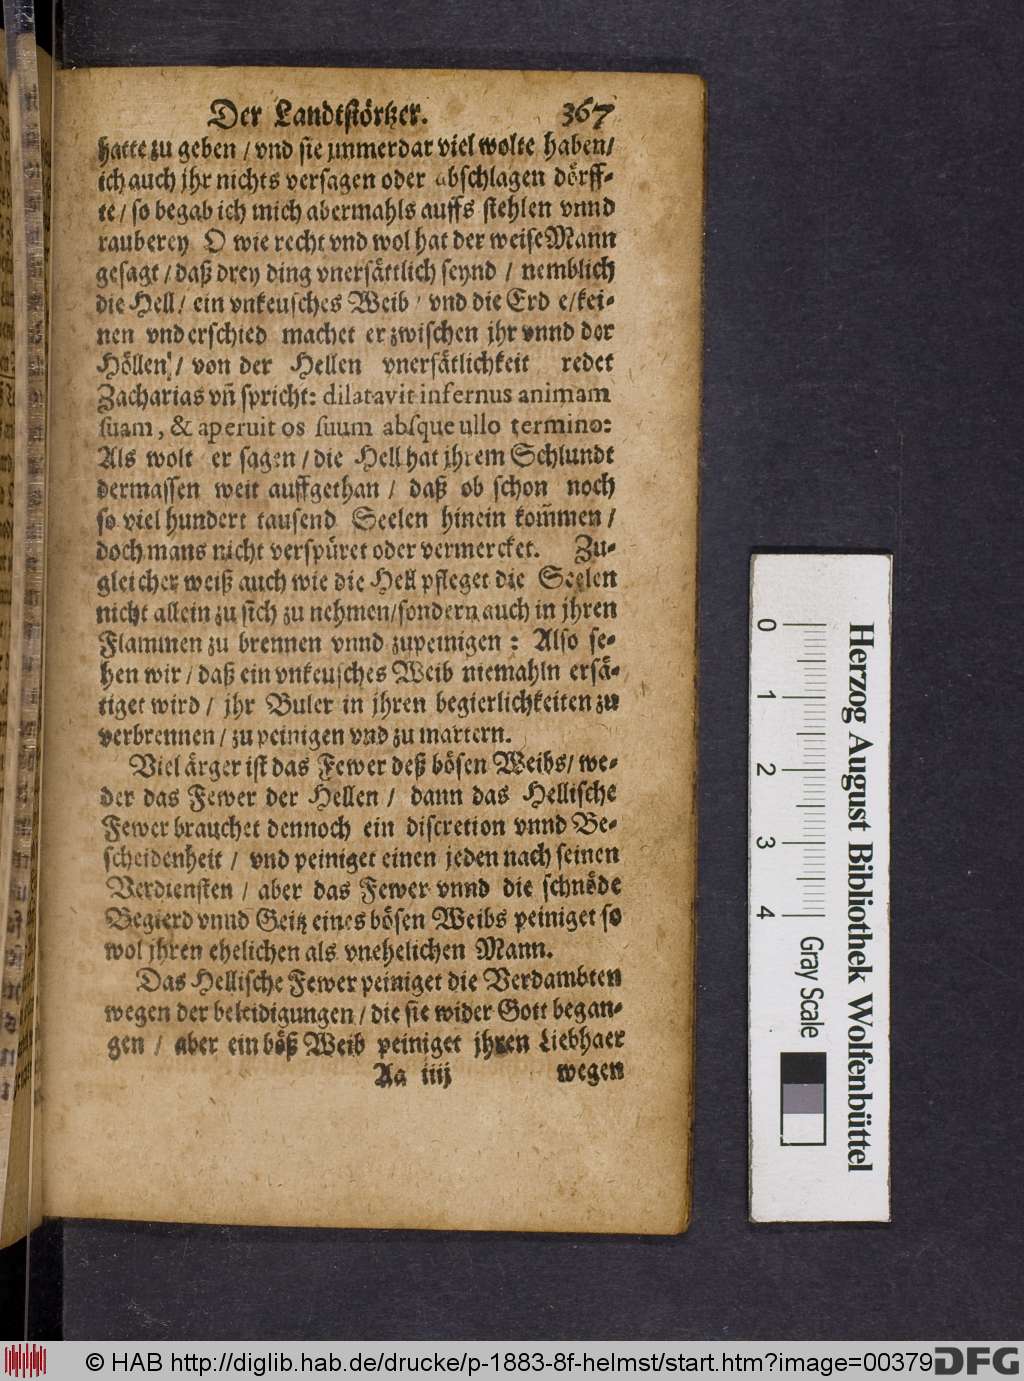 Der Landtstörtzer. 367
hatte zu geben / vnd sie immerdar viel wolte haben/
ich auch jhr nichts versagen oder abschlagen dörff-
te / so begab ich mich abermahls auffs stehlen vnnd
rauberey O wie recht vnd wol hat der weise Mann
gesagt / daß drey ding vnersättlich seynd / nemblich
die Hell / ein vnkeusches Weib / vnd die Erd e / kei-
nen vnderschied machet er zwischen jhr vnnd der
Höllen / von der Hellen vnersätlichkeit redet
Zacharias vn̄ spricht: dilatavit infernus animam
suam, & aperuit os suum absque ullo termino:
Als wolt er sagen / die Hell hat jhrem Schlundt
dermassen weit auffgethan / daß ob schon noch
so viel hundert tausend Seelen hinein kom̄en /
doch mans nicht verspüret oder vermercket. Zu-
gleicher weiß auch wie die Hell pfleget die Seelen
nicht allein zu sich zu nehmen/sondern auch in jhren
Flammen zu brennen vnnd zupeinigen : Also se-
hen wir / daß ein vnkeusches Weib niemahln ersä-
tiget wird / jhr Buler in jhren begierlichkeiten zu
verbrennen / zu peinigen vnd zu martern.
Viel ärger ist das Fewer deß bösen Weibs / we-
der das Fewer der Hellen / dann das Hellische
Fewer brauchet dennoch ein discretion vnnd Be-
scheidenheit / vnd peiniget einen jeden nach seinen
Verdiensten / aber das Fewer vnnd die schnöde
Begierd vnnd Geitz eines bösen Weibs peiniget so
wol jhren ehelichen als vnehelichen Mann.
Das Hellische Fewer peiniget die Verdambten
wegen der beleidigungen / die sie wider Gott began-
gen / aber ein böß Weib peiniget jhren Liebhaer
Aa iiij wegen
0 1 2 3 4
Gray Scale
Herzog August Bibliothek Wolfenbüttel
© HAB http://diglib.hab.de/drucke/p-1883-8f-helmst/start.htm?image=00379
DFG